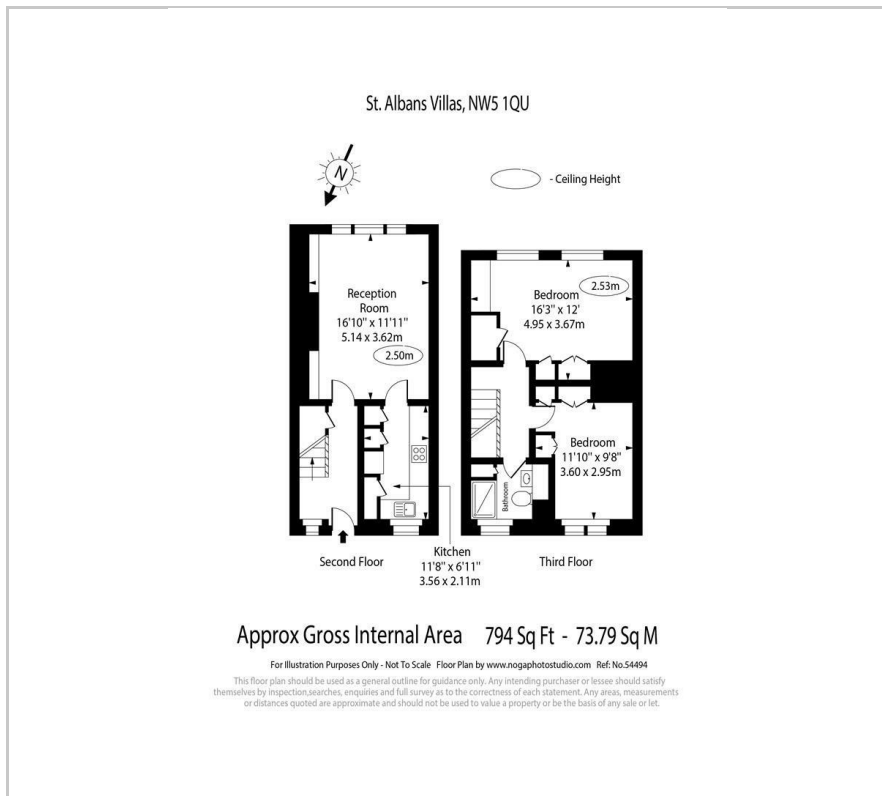 St. Albans Villas, NW5 1QU
N
- Ceiling Height
Reception
Room
16'10'' x 11'11''
5.14 x 3.62m
2.50m
Bedroom
16'3'' x 12'
4.95 x 3.67m
2.53m
Bedroom
11'10'' x 9'8''
3.60 x 2.95m
Bathroom
Second Floor
Kitchen
11'8'' x 6'11''
3.56 x 2.11m
Third Floor
Approx Gross Internal Area 794 Sq Ft - 73.79 Sq M
For Illustration Purposes Only - Not To Scale Floor Plan by www.nogaphotostudio.com Ref: No.54494
This floor plan should be used as a general outline for guidance only. Any intending purchaser or lessee should satisfy
themselves by inspection,searches, enquiries and full survey as to the correctness of each statement. Any areas, measurements
or distances quoted are approximate and should not be used to value a property or be the basis of any sale or let.